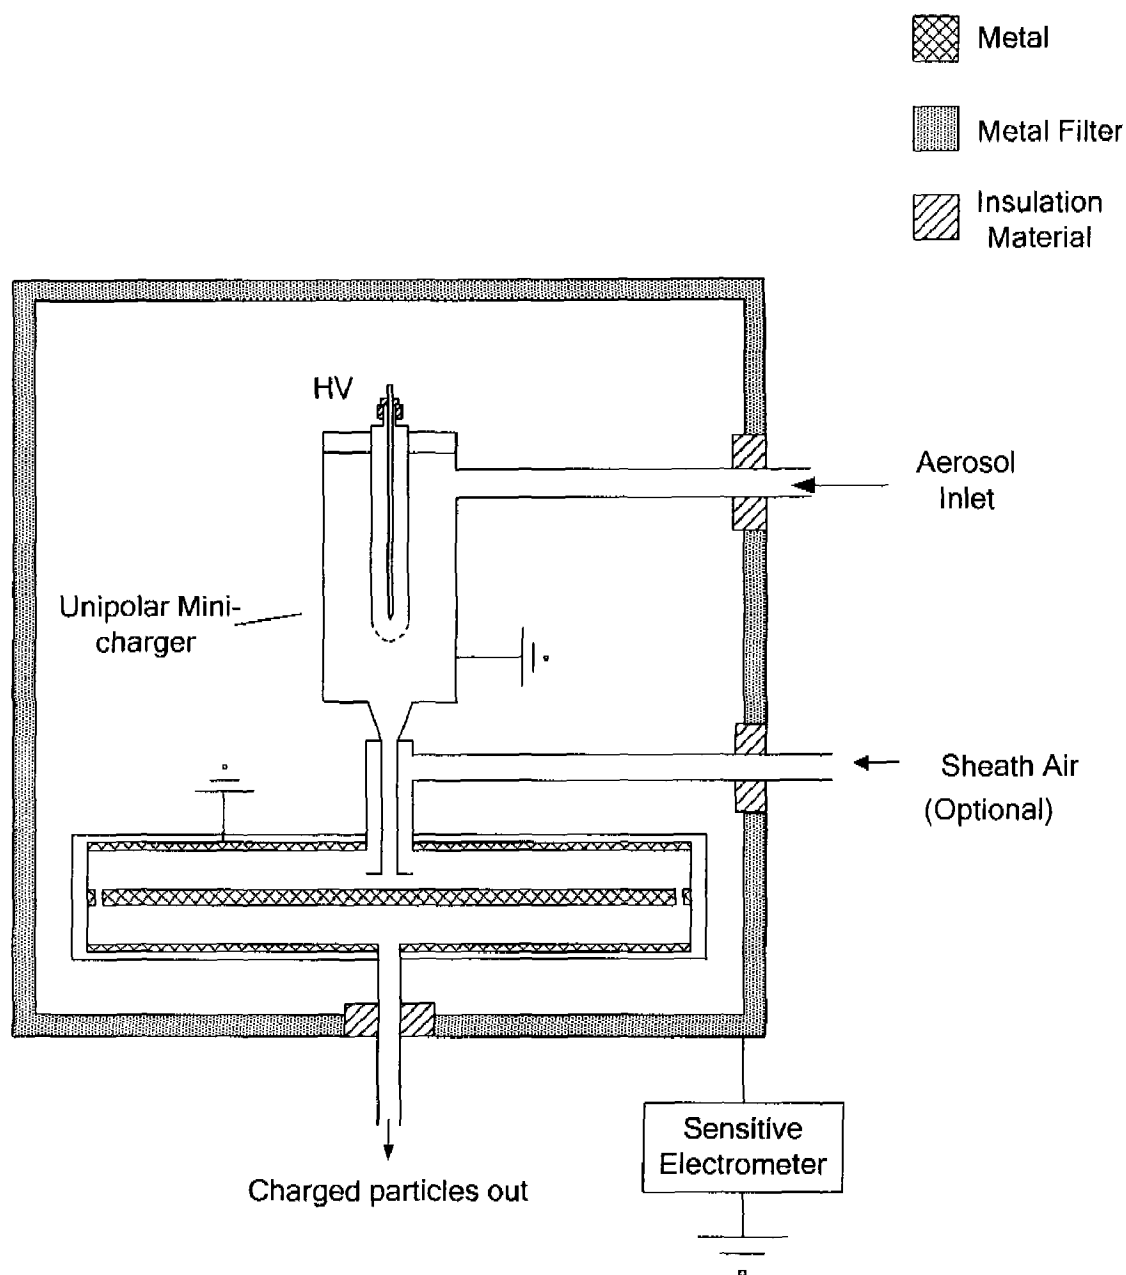 Metal
Metal Filter
Insulation
Material
HV
Aerosol
Inlet
Unipolar Mini-
charger
Sheath Air
(Optional)
Sensitive
Electrometer
Charged particles out